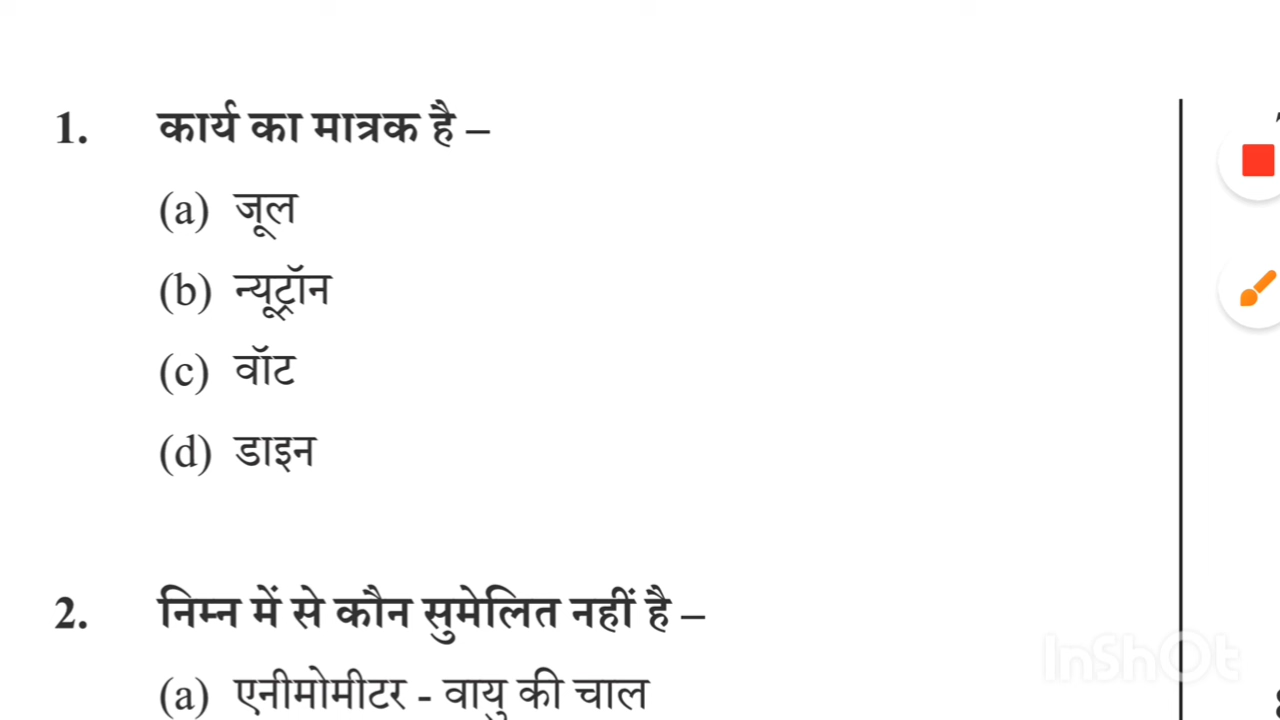 1. कार्य का मात्रक है –
(a) जूल
(b) न्यूट्रॉन
(c) वॉट
(d) डाइन
2. निम्न में से कौन सुमेलित नहीं है –
(a) एनीमोमीटर - वायु की चाल
InShOt